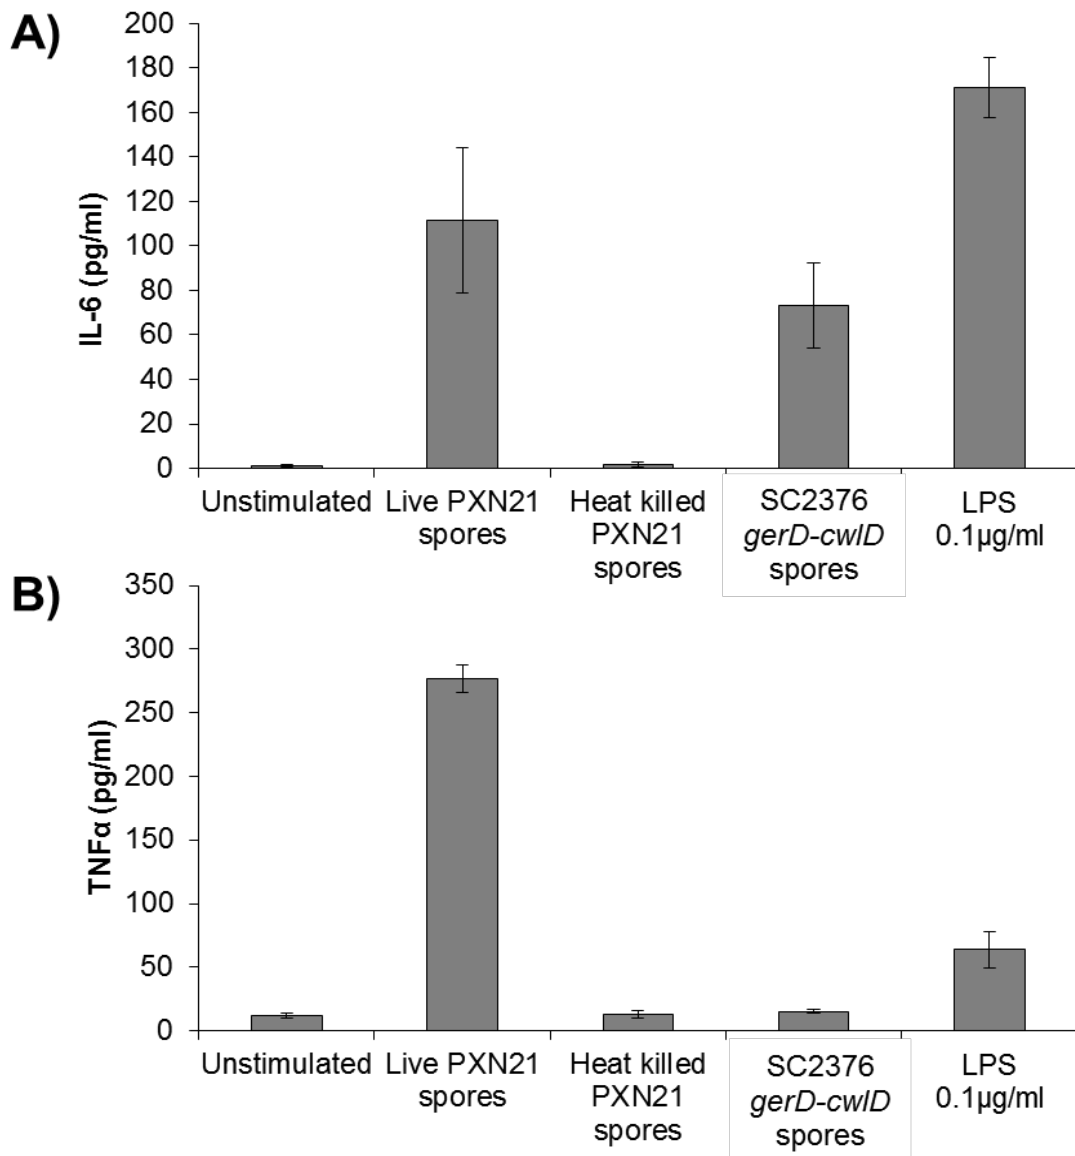 A)
200
180
160
140
120
100
80
60
40
20
0
IL-6 (pg/ml)
Unstimulated
Live PXN21
spores
Heat killed
PXN21
spores
SC2376
gerD-cwlD
spores
LPS
0.1µg/ml
B)
350
300
250
200
150
100
50
0
TNFα (pg/ml)
Unstimulated
Live PXN21
spores
Heat killed
PXN21
spores
SC2376
gerD-cwlD
spores
LPS
0.1µg/ml